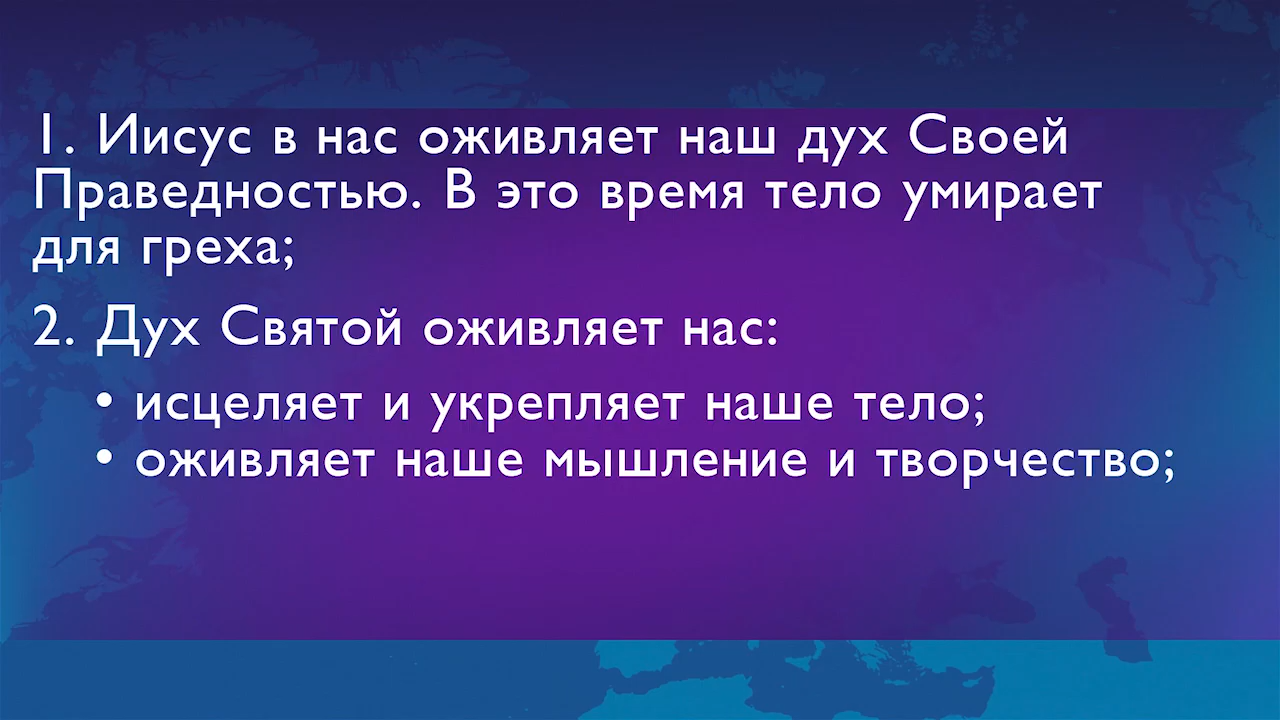 1. Иисус в нас оживляет наш дух Своей
Праведностью. В это время тело умирает
для греха;
2. Дух Святой оживляет нас:
• исцеляет и укрепляет наше тело;
• оживляет наше мышление и творчество;